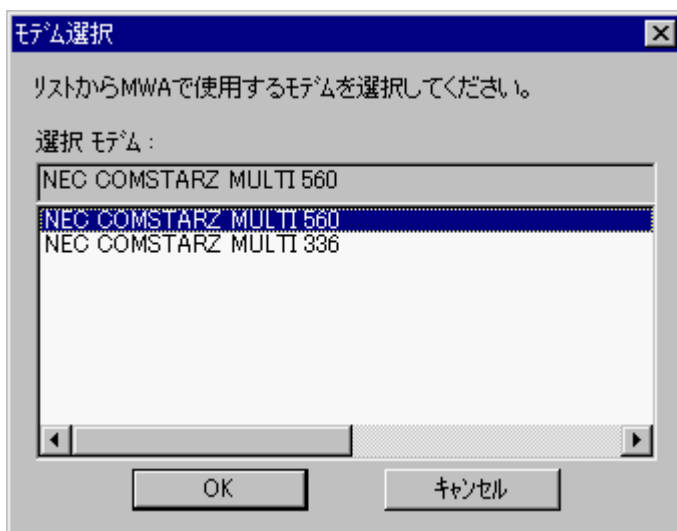 ﾓﾃﾞﾑ選択
ﾘｽﾄからMWAで使用するﾓﾃﾞﾑを選択してください。
選択 ﾓﾃﾞﾑ :
NEC COMSTARZ MULTI 560
NEC COMSTARZ MULTI 560
NEC COMSTARZ MULTI 336
OK
ｷｬﾝｾﾙ